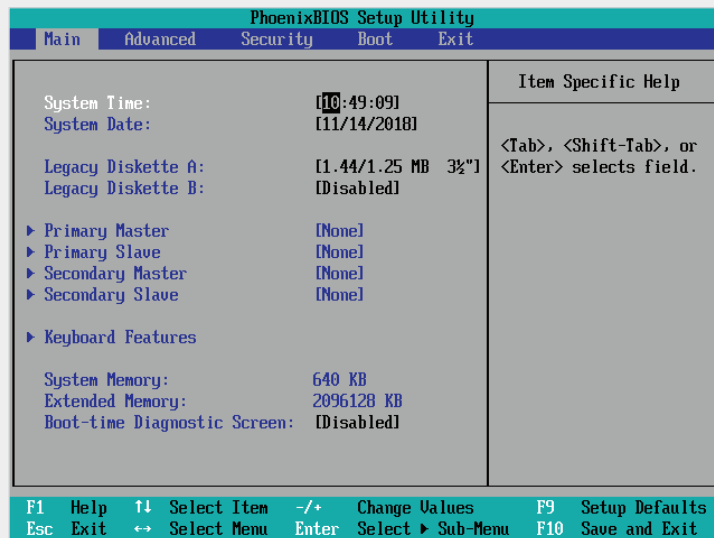 PhoenixBIOS Setup Utility
Main Advanced Security Boot Exit
Item Specific Help
System Time: [10:49:09]
System Date: [11/14/2018]
<Tab>, <Shift-Tab>, or
<Enter> selects field.
Legacy Diskette A: [1.44/1.25 MB 3½"]
Legacy Diskette B: [Disabled]
▶ Primary Master [None]
▶ Primary Slave [None]
▶ Secondary Master [None]
▶ Secondary Slave [None]
▶ Keyboard Features
System Memory: 640 KB
Extended Memory: 2096128 KB
Boot-time Diagnostic Screen: [Disabled]
F1 Help ↑↓ Select Item -/+ Change Values F9 Setup Defaults
Esc Exit ↔ Select Menu Enter Select ▶ Sub-Menu F10 Save and Exit